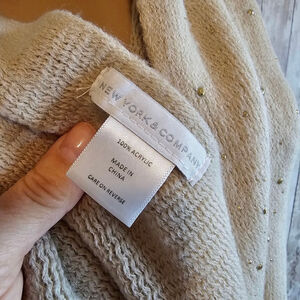 NEW YORK & COMPANY
100% ACRYLIC
MADE IN
CHINA
CARE ON REVERSE